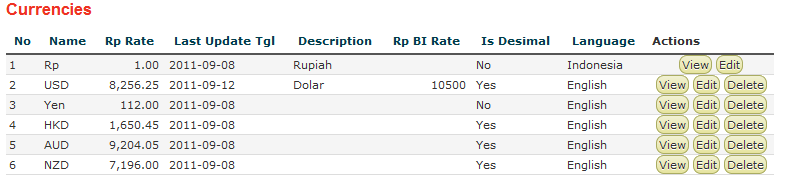 Currencies
No Name Rp Rate Last Update Tgl Description Rp BI Rate Is Desimal Language Actions
1 Rp 1.00 2011-09-08 Rupiah No Indonesia View Edit
2 USD 8,256.25 2011-09-12 Dolar 10500 Yes English View Edit Delete
3 Yen 112.00 2011-09-08 No English View Edit Delete
4 HKD 1,650.45 2011-09-08 Yes English View Edit Delete
5 AUD 9,204.05 2011-09-08 Yes English View Edit Delete
6 NZD 7,196.00 2011-09-08 Yes English View Edit Delete